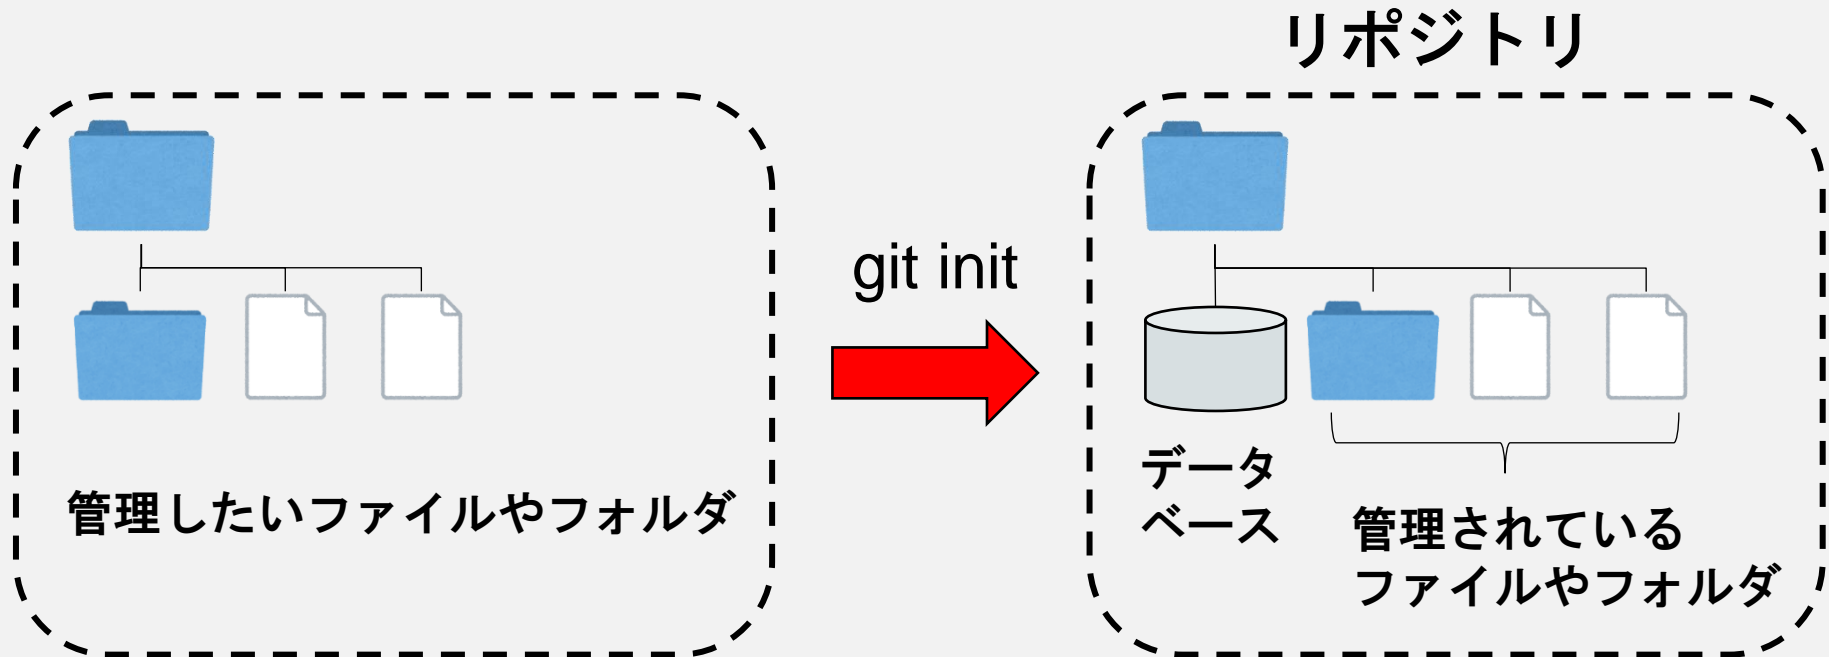 リポジトリ
git init
管理したいファイルやフォルダ
データ
ベース
管理されている
ファイルやフォルダ